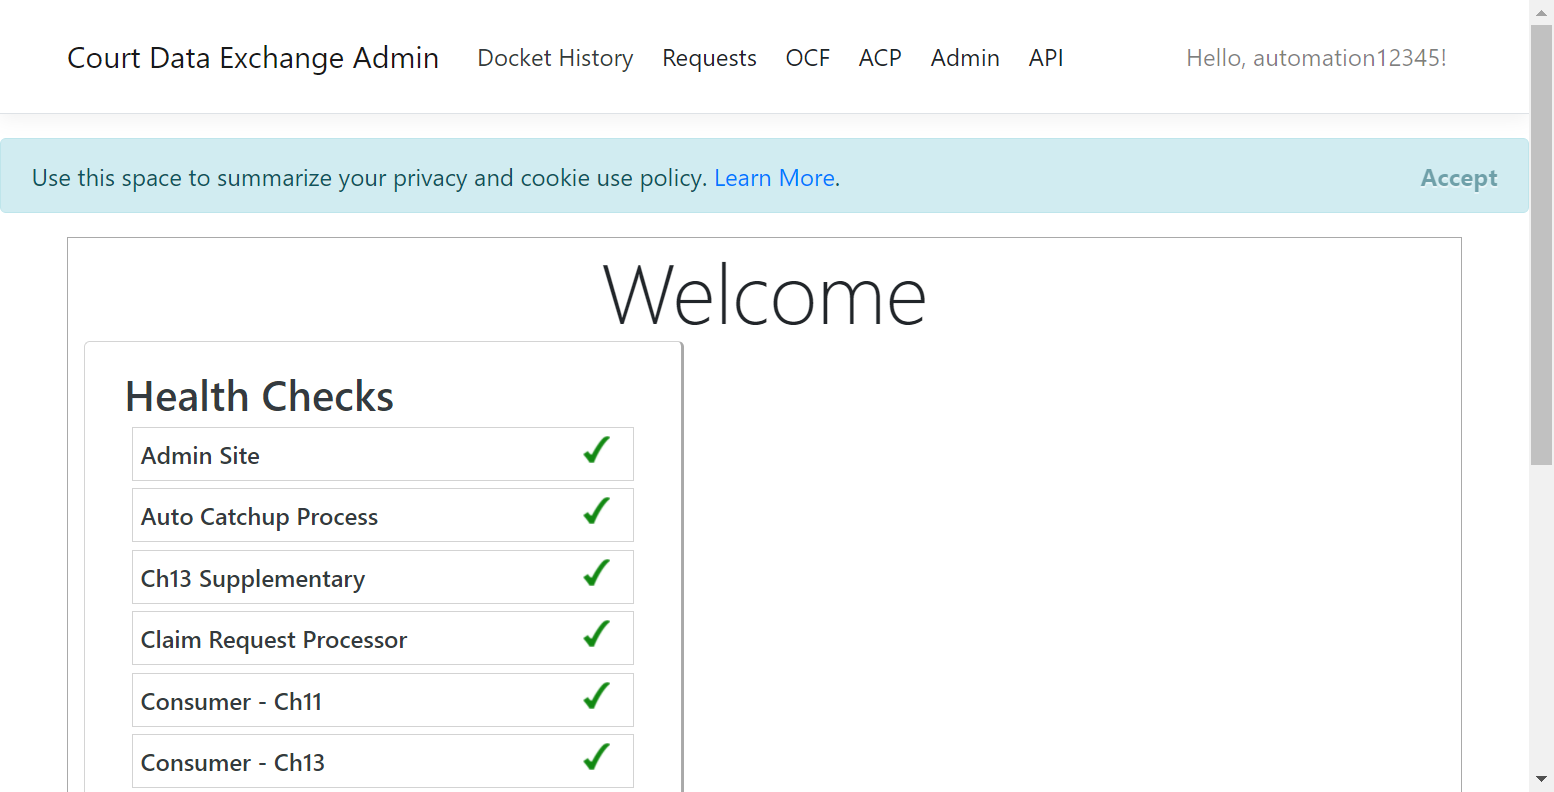 Court Data Exchange Admin Docket History Requests OCF ACP Admin API Hello, automation12345!
Use this space to summarize your privacy and cookie use policy. Learn More. Accept
Welcome
Health Checks
Admin Site
Auto Catchup Process
Ch13 Supplementary
Claim Request Processor
Consumer - Ch11
Consumer - Ch13